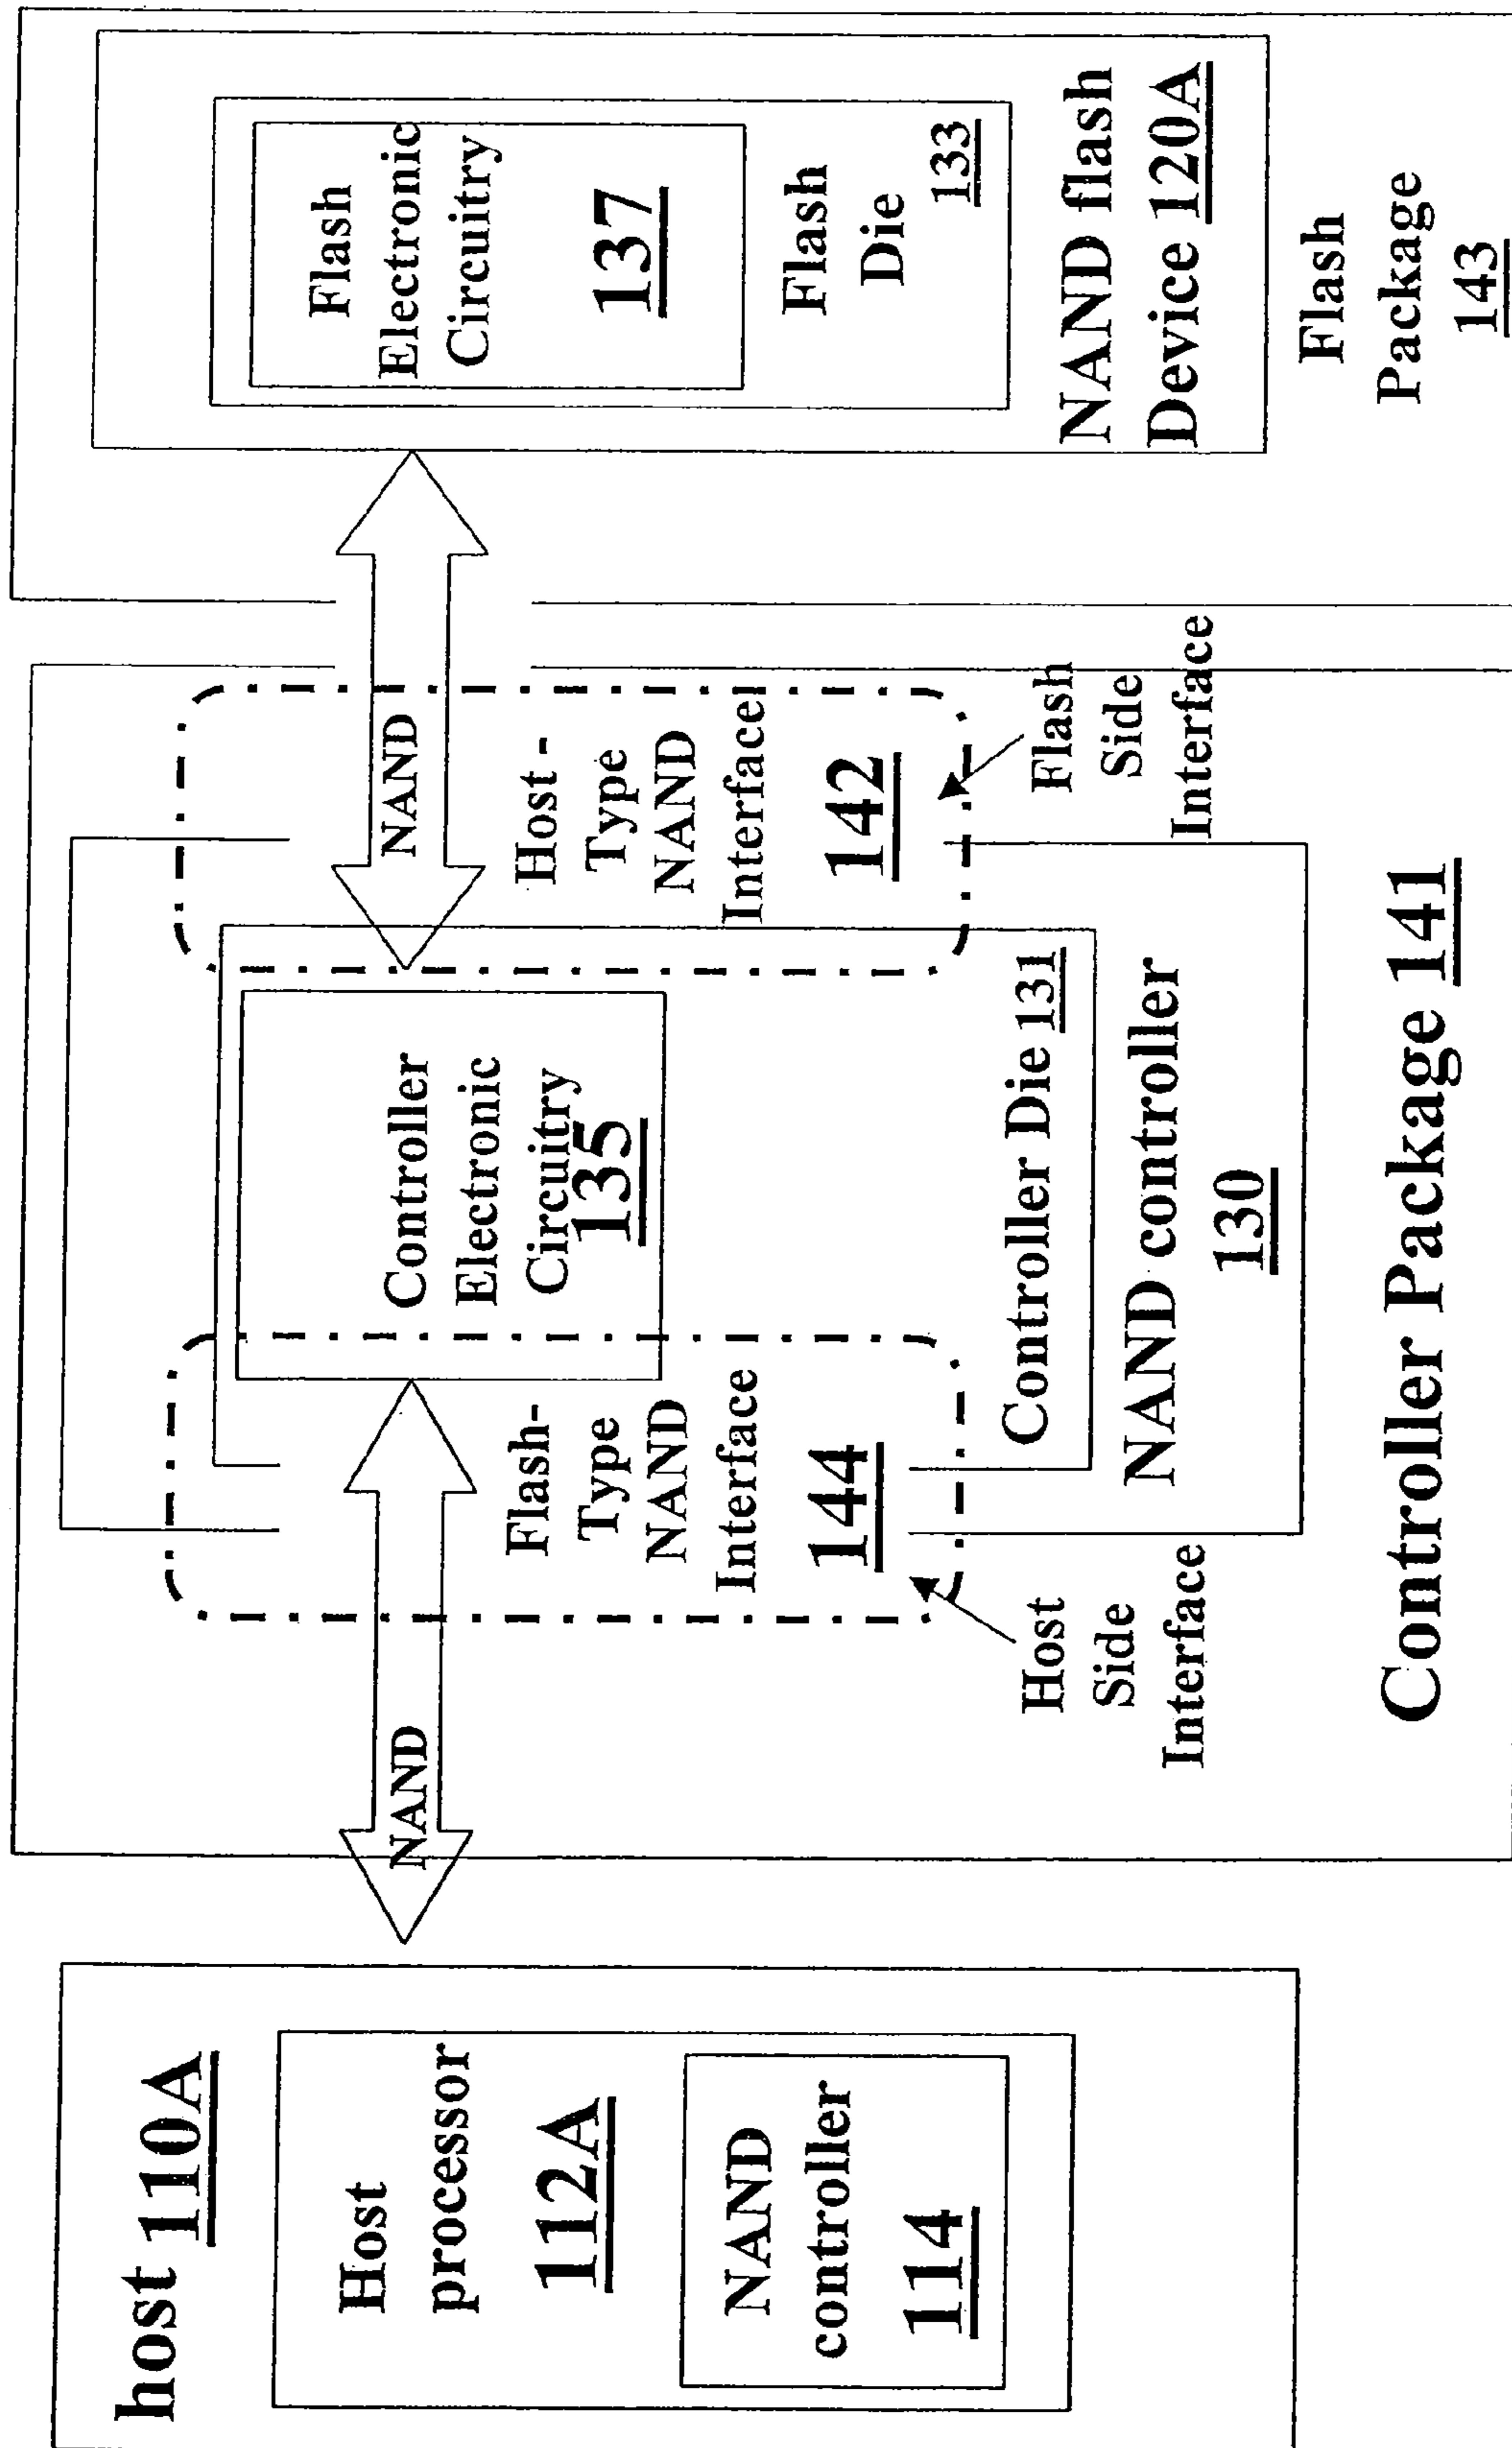 host 110A
Host
processor
112A
NAND
controller
114
NAND
Flash-
Type
NAND
Interface
144
Host
Side
Interface
Controller
Electronic
Circuitry
135
Controller Die 131
NAND controller
130
Controller Package 141
NAND
Host -
Type
NAND
Interface
142
Flash
Side
Interface
Flash
Electronic
Circuitry
137
Flash
Die
133
NAND flash
Device 120A
Flash
Package
143